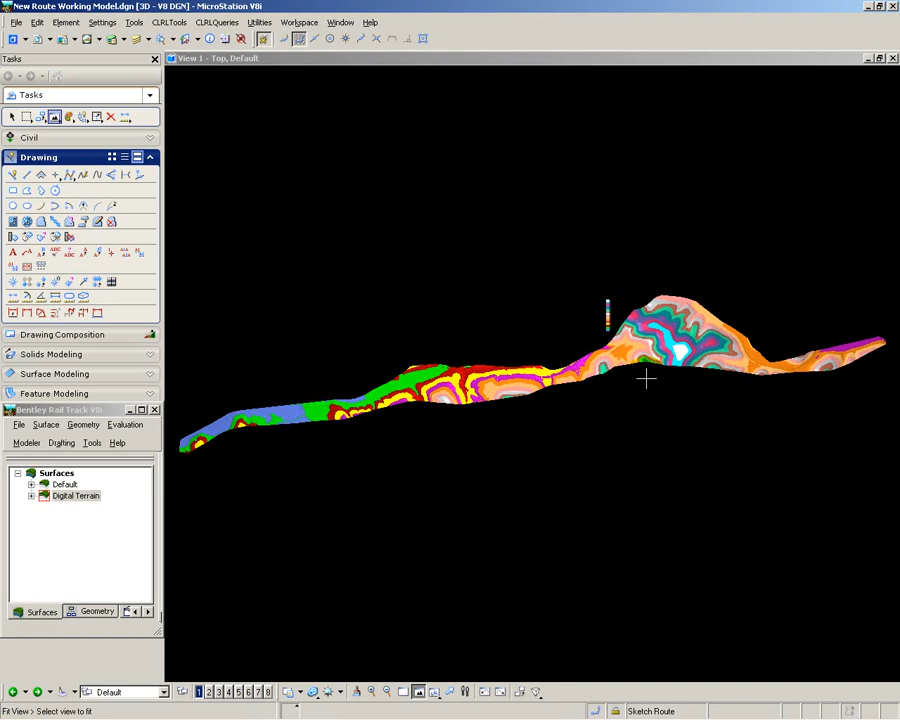 New Route Working Model.dgn [3D - V8 DGN] - MicroStation V8i
File Edit Element Settings Tools CLRLTools CLRLQueries Utilities Workspace Window Help
Tasks
View 1 - Top, Default
Tasks
Civil
Drawing
Drawing Composition
Solids Modeling
Surface Modeling
Feature Modeling
Bentley Rail Track V8i
File Surface Geometry Evaluation
Modeler Drafting Tools Help
Surfaces
Default
Digital Terrain
Surfaces Geometry
Default
1 2 3 4 5 6 7 8
Fit View > Select view to fit
Sketch Route